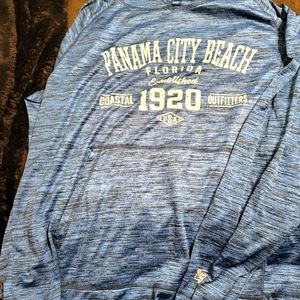 PANAMA CITY BEACH
FLORIDA
Established
COASTAL 1920 OUTFITTERS
USA